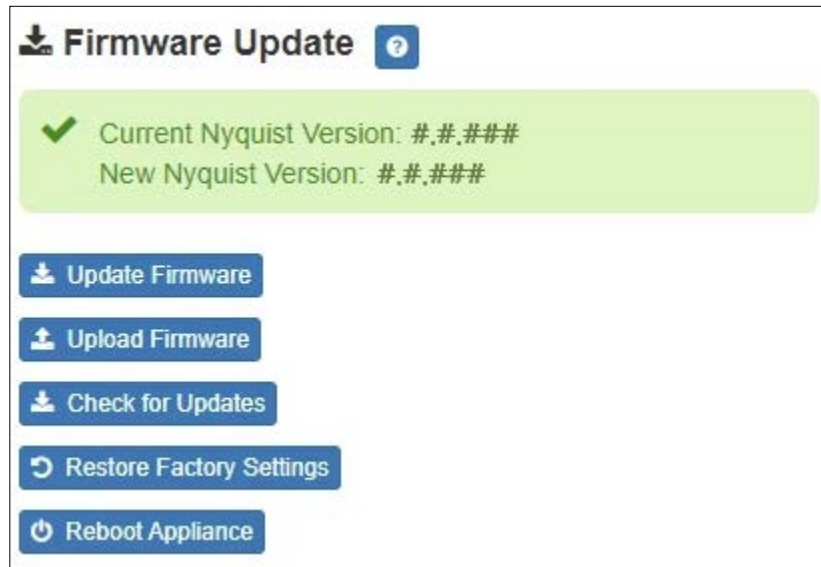 Firmware Update ?
Current Nyquist Version: #.#.###
New Nyquist Version: #.#.###
Update Firmware
Upload Firmware
Check for Updates
Restore Factory Settings
Reboot Appliance